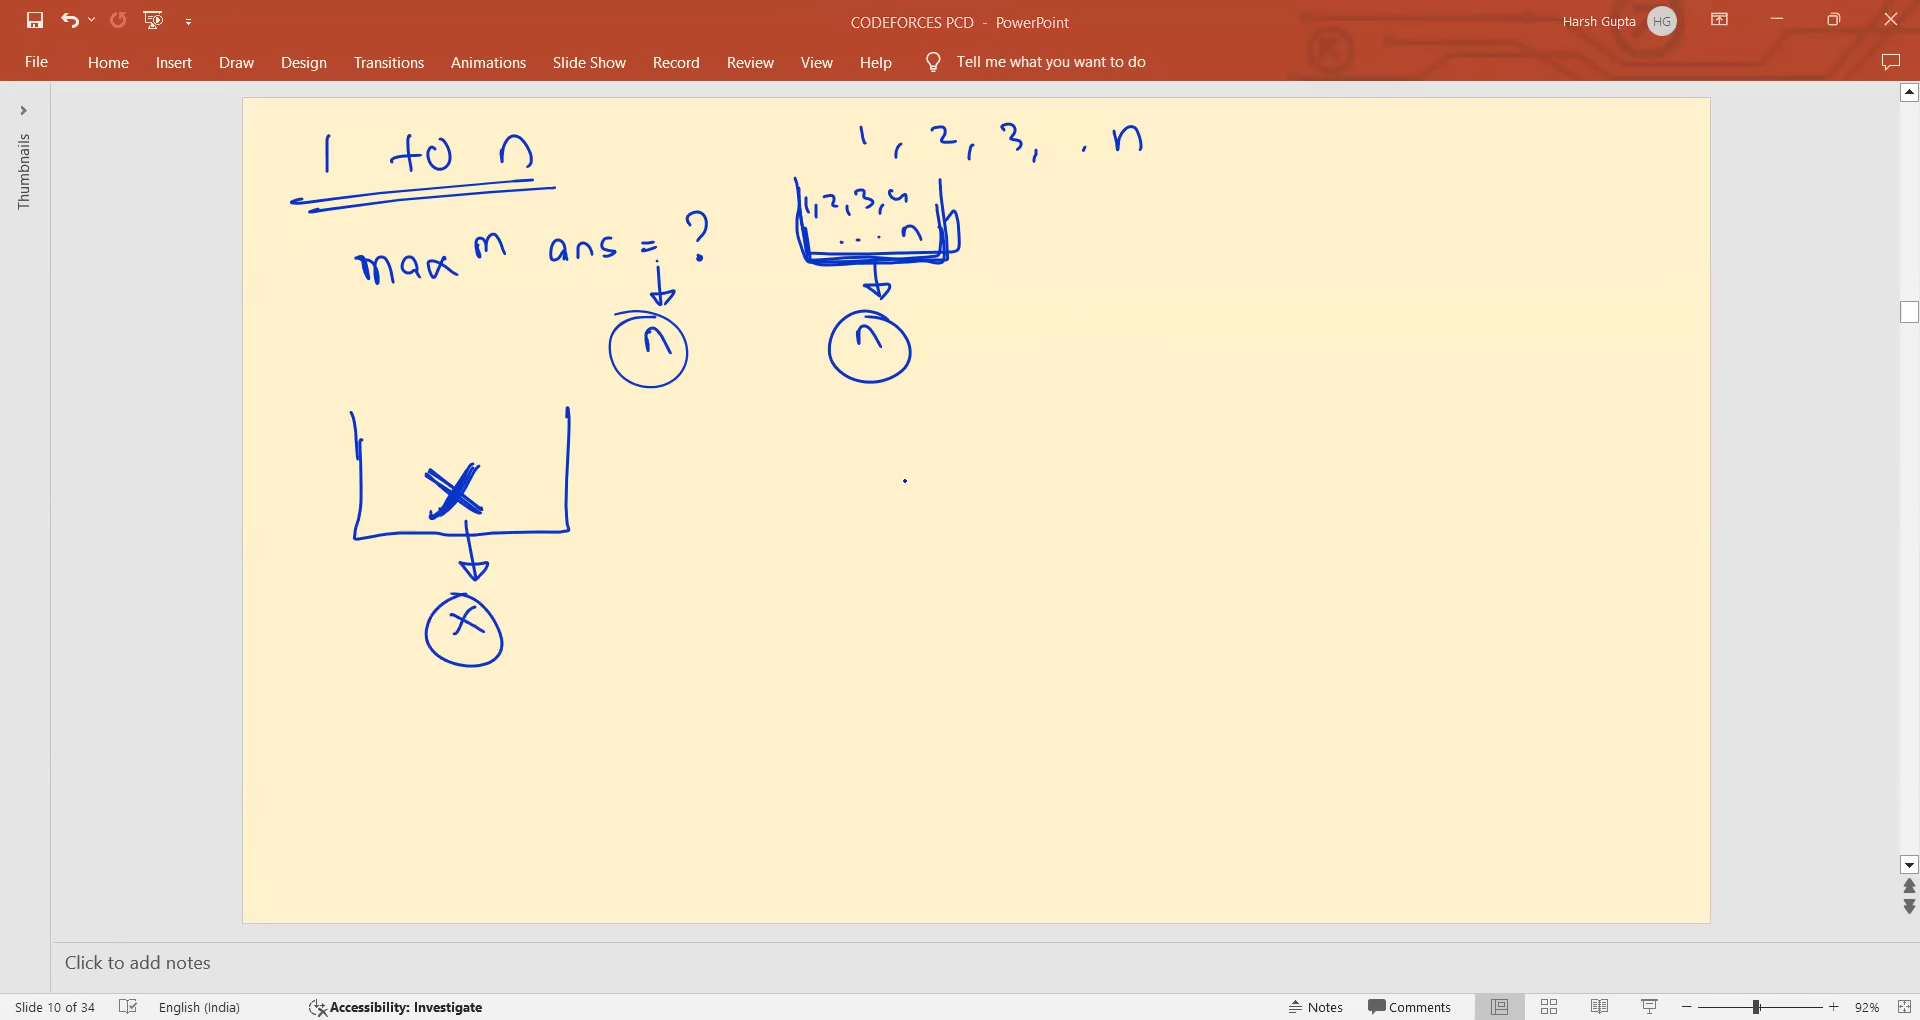 CODEFORCES PCD - PowerPoint
Harsh Gupta HG
File Home Insert Draw Design Transitions Animations Slide Show Record Review View Help Tell me what you want to do
Thumbnails
1 to n
1, 2, 3, . n
1, 2, 3, 4
... n
max m ans = ?
n
n
x
x
Click to add notes
Slide 10 of 34 English (India) Accessibility: Investigate Notes Comments 92%